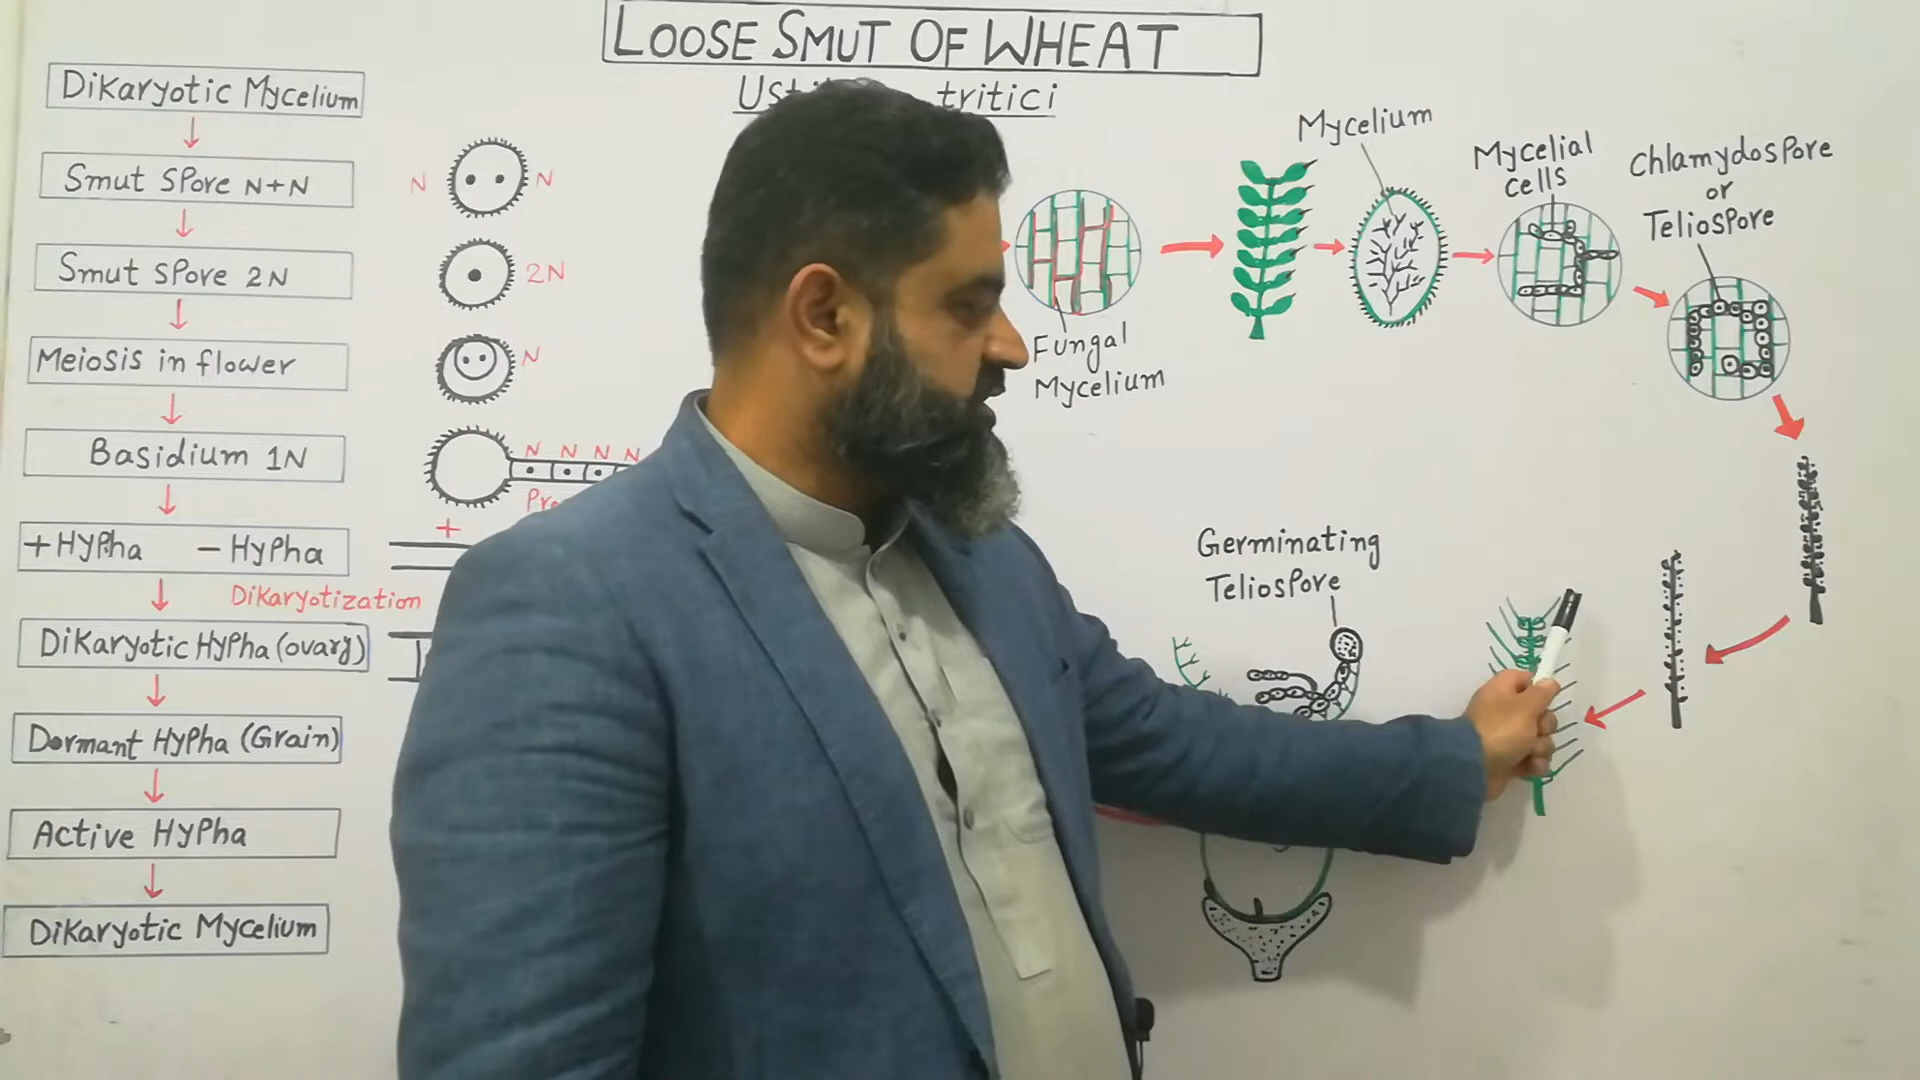 LOOSE SMUT OF WHEAT
tritici
Dikaryotic Mycelium
Smut Spore N+N
Smut Spore 2N
Meiosis in flower
Basidium 1N
+ Hypha - Hypha
Dikaryotization
Dikaryotic Hypha (ovary)
Dormant Hypha (Grain)
Active Hypha
Dikaryotic Mycelium
N N
2N
N
N N N N
+
Fungal
Mycelium
Mycelium
Mycelial
cells
Chlamydospore
or
Teliospore
Germinating
Teliospore